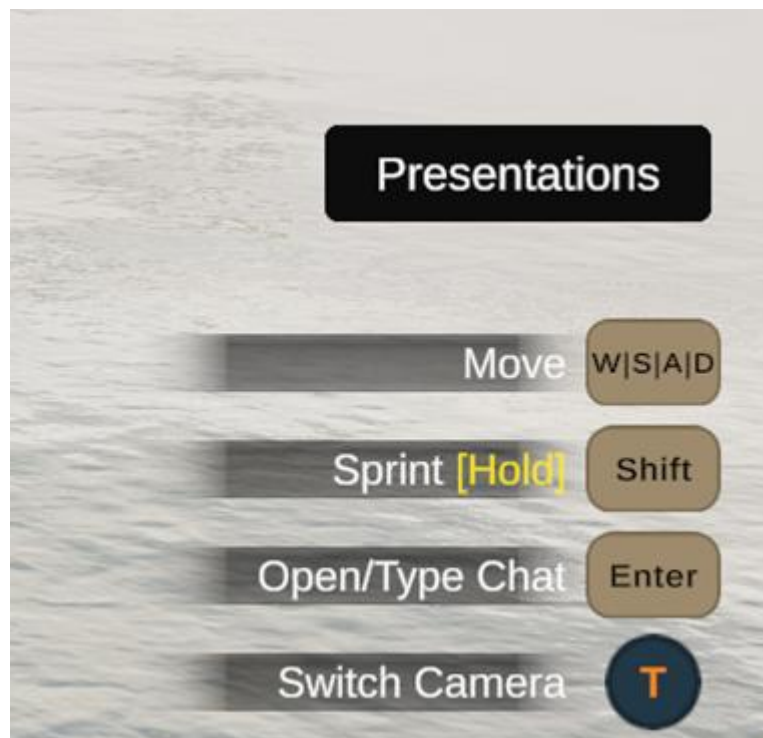 Presentations
Move W|S|A|D
Sprint [Hold] Shift
Open/Type Chat Enter
Switch Camera T